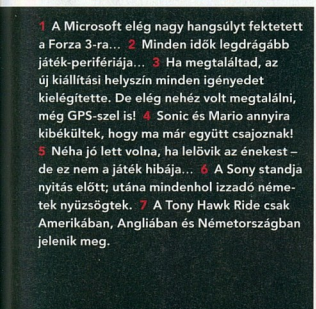 1 A Microsoft elég nagy hangsúlyt fektetett
a Forza 3-ra... 2 Minden idők legdrágább
játék-perifériája... 3 Ha megtaláltad, az
új kiállítási helyszín minden igényedet
kielégítette. De elég nehéz volt megtalálni,
még GPS-szel is! 4 Sonic és Mario annyira
kibékültek, hogy ma már együtt csajoznak!
5 Néha jó lett volna, ha lelövik az énekest –
de ez nem a játék hibája... 6 A Sony standja
nyitás előtt; utána mindenhol izzadó néme-
tek nyüzsögtek. 7 A Tony Hawk Ride csak
Amerikában, Angliában és Németországban
jelenik meg.